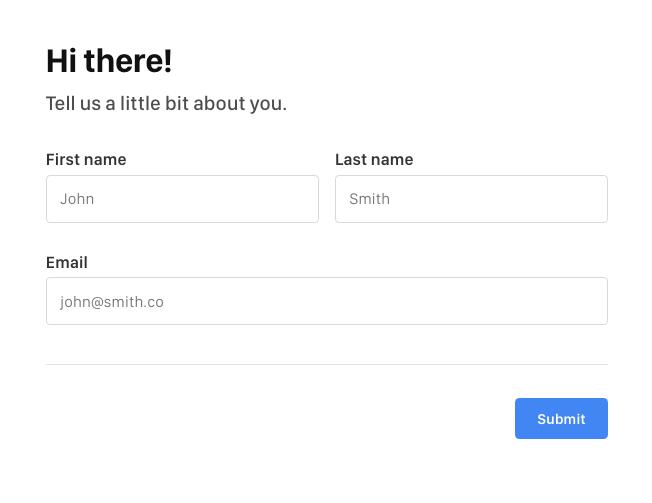 Hi there!
Tell us a little bit about you.
First name
Last name
John
Smith
Email
john@smith.co
Submit